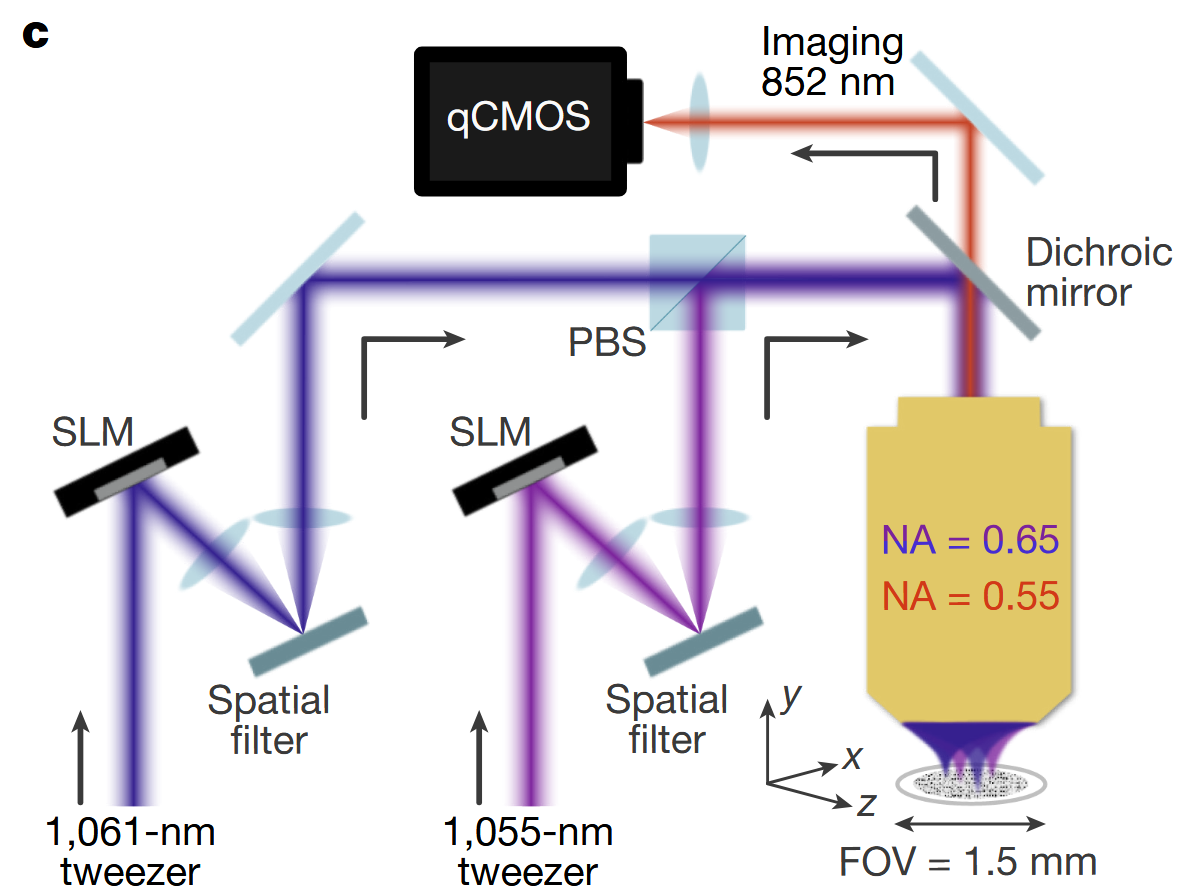 c
Imaging
852 nm
qCMOS
Dichroic
mirror
PBS
SLM
SLM
NA = 0.65
NA = 0.55
Spatial
filter
Spatial
filter
y
x
z
1,061-nm
tweezer
1,055-nm
tweezer
FOV = 1.5 mm